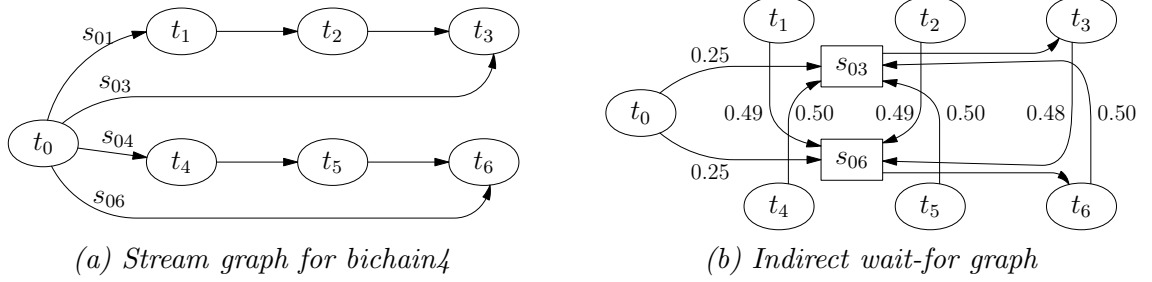 s01 t1 t2 t3
s03
t0
s04 t4 t5 t6
s06
(a) Stream graph for bichain4
t1 t2 t3
0.25 s03
t0 0.49 0.50 0.49 0.50 0.48 0.50
s06
0.25
t4 t5 t6
(b) Indirect wait-for graph